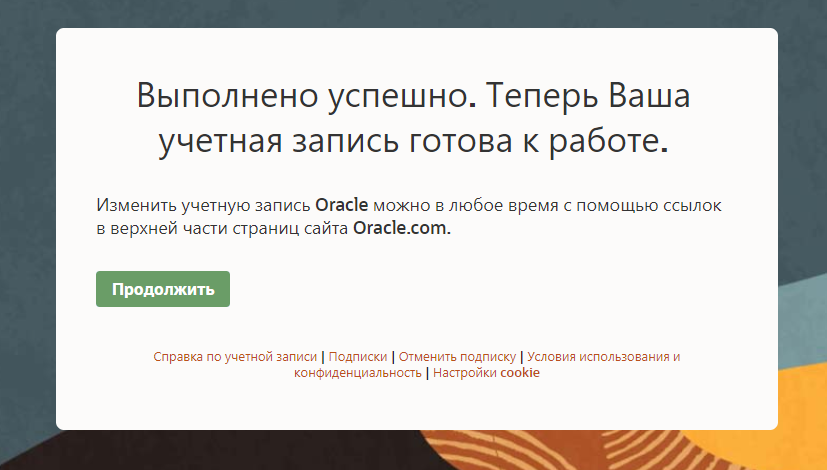 Выполнено успешно. Теперь Ваша
учетная запись готова к работе.
Изменить учетную запись Oracle можно в любое время с помощью ссылок
в верхней части страниц сайта Oracle.com.
Продолжить
Справка по учетной записи | Подписки | Отменить подписку | Условия использования и
конфиденциальность | Настройки cookie